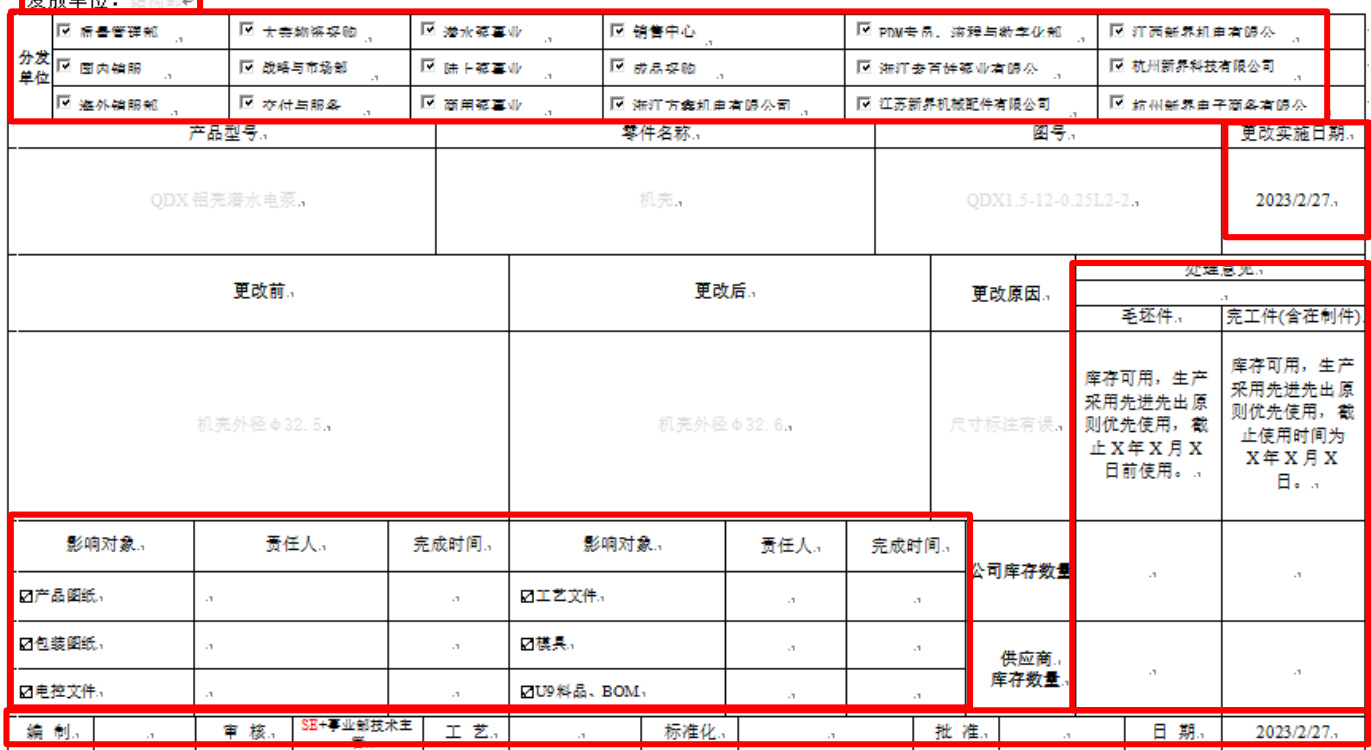 发放单位：结构部
分发单位
质量管理部 大宗物资采购 潜水泵事业 销售中心 PDM专员、流程与数字化部 江西新界机电有限公
国内销服 战略与市场部 陆上泵事业 成品采购 浙江老百姓泵业有限公 杭州新界科技有限公司
海外销服部 交付与服务 商用泵事业 浙江方鑫机电有限公司 江苏新界机械配件有限公司 杭州新界电子商务有限公
产品型号 零件名称 图号 更改实施日期
QDX 铝壳潜水电泵 机壳 QDX1.5-12-0.25L2-2 2023/2/27
更改前 更改后 更改原因 处理意见
毛坯件 完工件(含在制件)
机壳外径Φ32.5 机壳外径Φ32.6 尺寸标注有误
库存可用，生产
采用先进先出原
则优先使用，截
止X年X月X
日前使用。
库存可用，生产
采用先进先出原
则优先使用，截
止使用时间为
X年X月X
日。
影响对象 责任人 完成时间 影响对象 责任人 完成时间
公司库存数量
☑产品图纸 ☑工艺文件
☑包装图纸 ☑模具
供应商
库存数量
☑电控文件 ☑U9料品、BOM
编 制 审 核 SE+事业部技术主 工 艺 标准化 批 准 日 期 2023/2/27